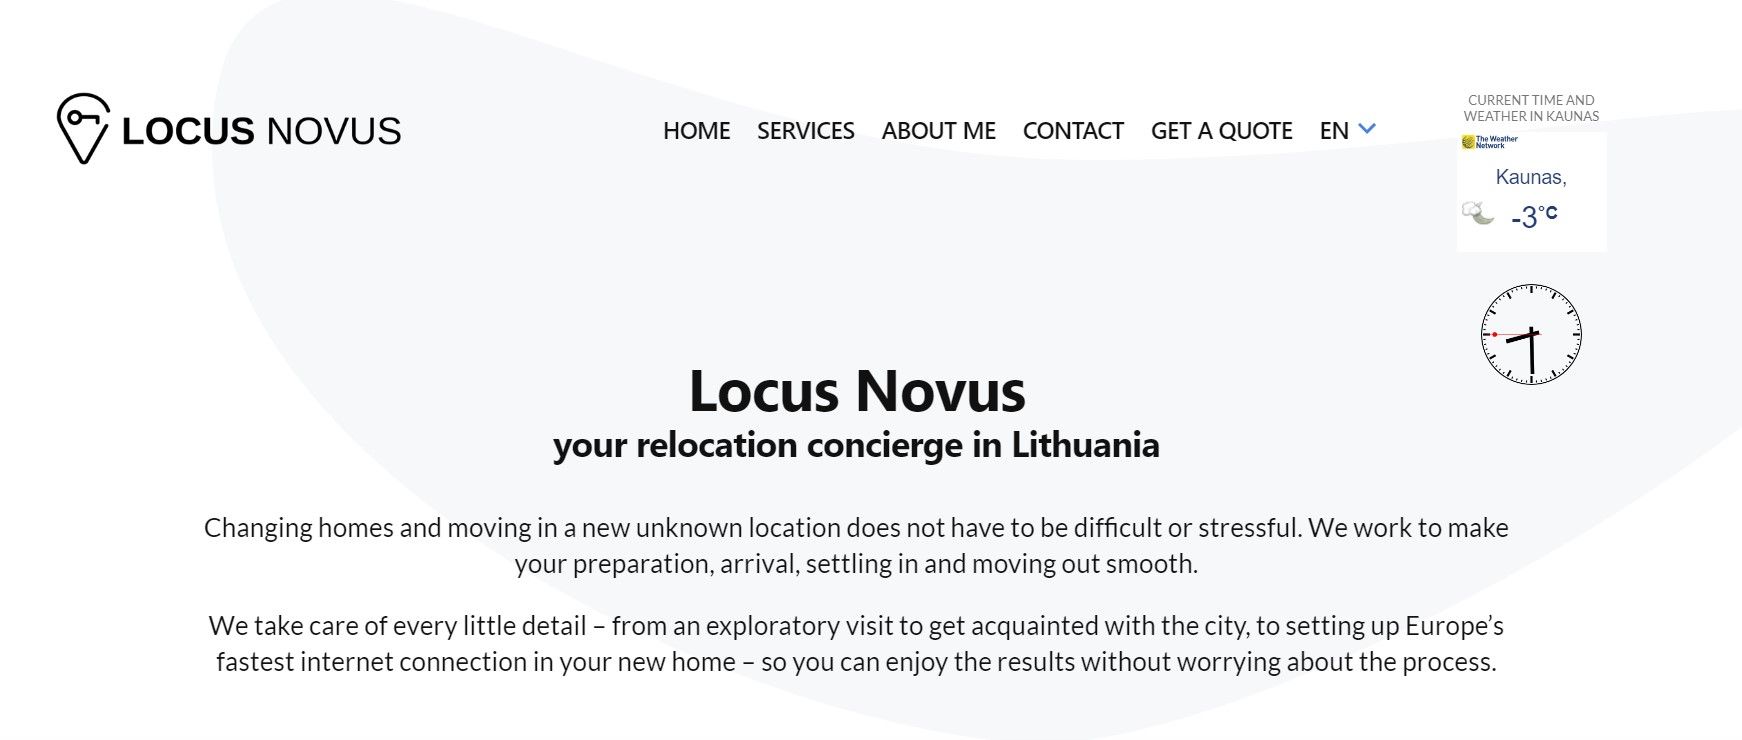 LOCUS NOVUS
HOME SERVICES ABOUT ME CONTACT GET A QUOTE EN
CURRENT TIME AND
WEATHER IN KAUNAS
The Weather
Network
Kaunas,
-3°C
Locus Novus
your relocation concierge in Lithuania
Changing homes and moving in a new unknown location does not have to be difficult or stressful. We work to make
your preparation, arrival, settling in and moving out smooth.
We take care of every little detail – from an exploratory visit to get acquainted with the city, to setting up Europe’s
fastest internet connection in your new home – so you can enjoy the results without worrying about the process.